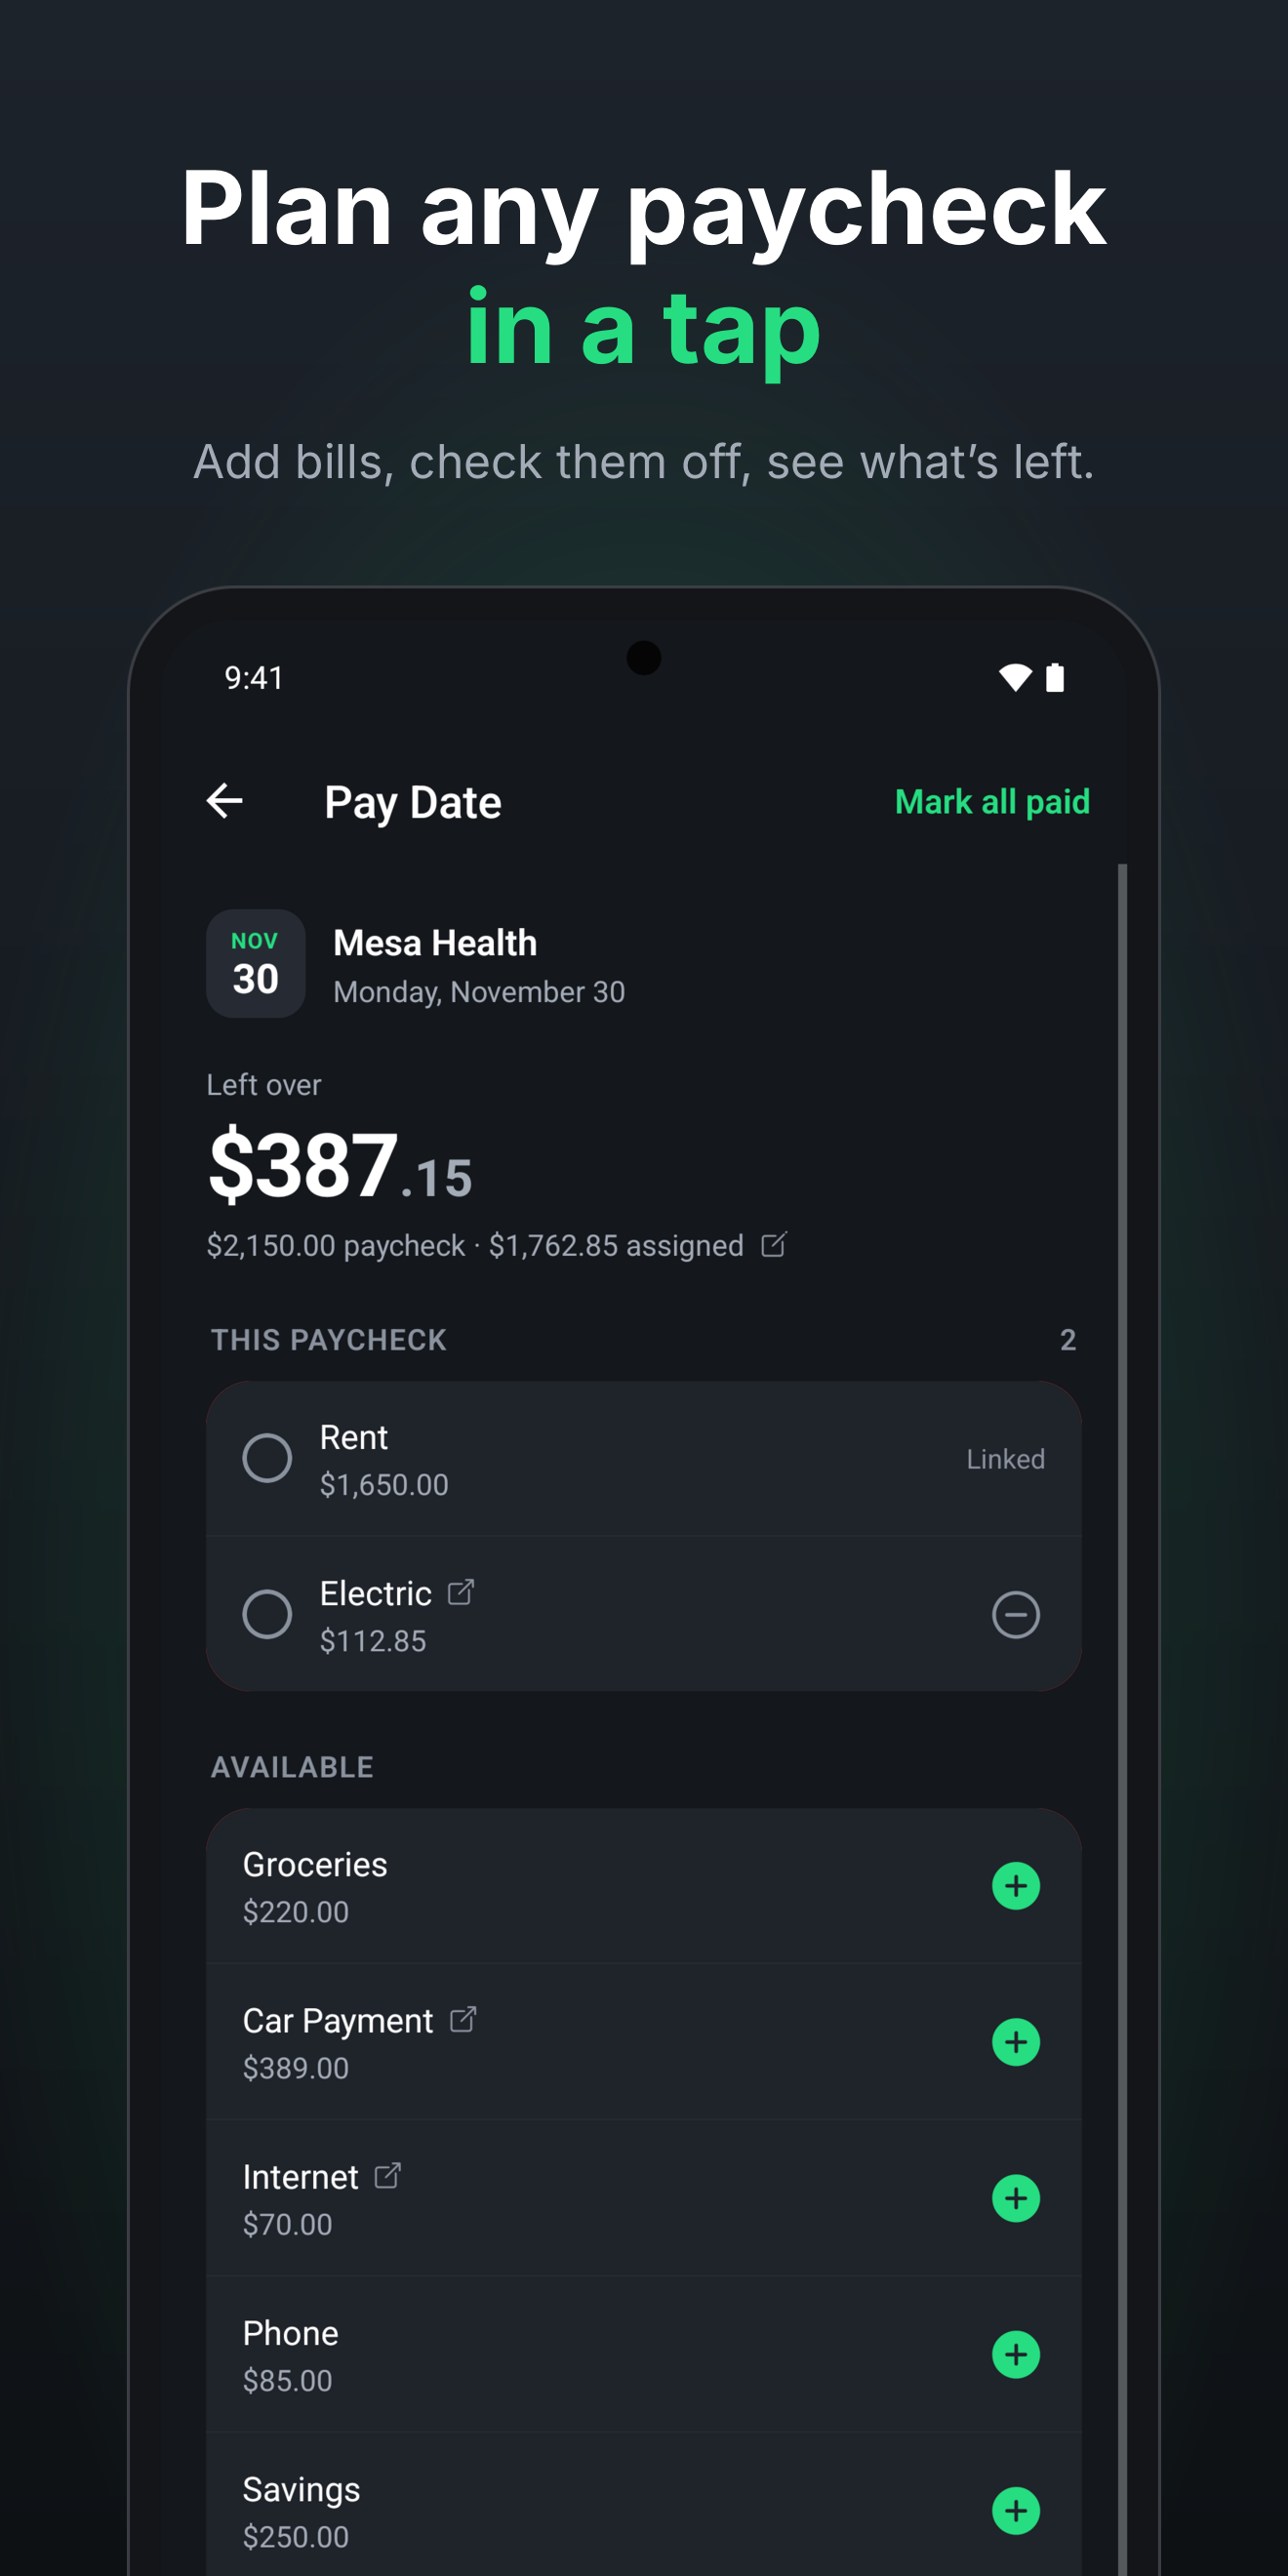 Plan any paycheck
in a tap
Add bills, check them off, see what’s left.
9:41
Pay Date
Mark all paid
NOV
30
Mesa Health
Monday, November 30
Left over
$387.15
$2,150.00 paycheck · $1,762.85 assigned
THIS PAYCHECK
2
Rent
$1,650.00
Linked
Electric
$112.85
AVAILABLE
Groceries
$220.00
Car Payment
$389.00
Internet
$70.00
Phone
$85.00
Savings
$250.00